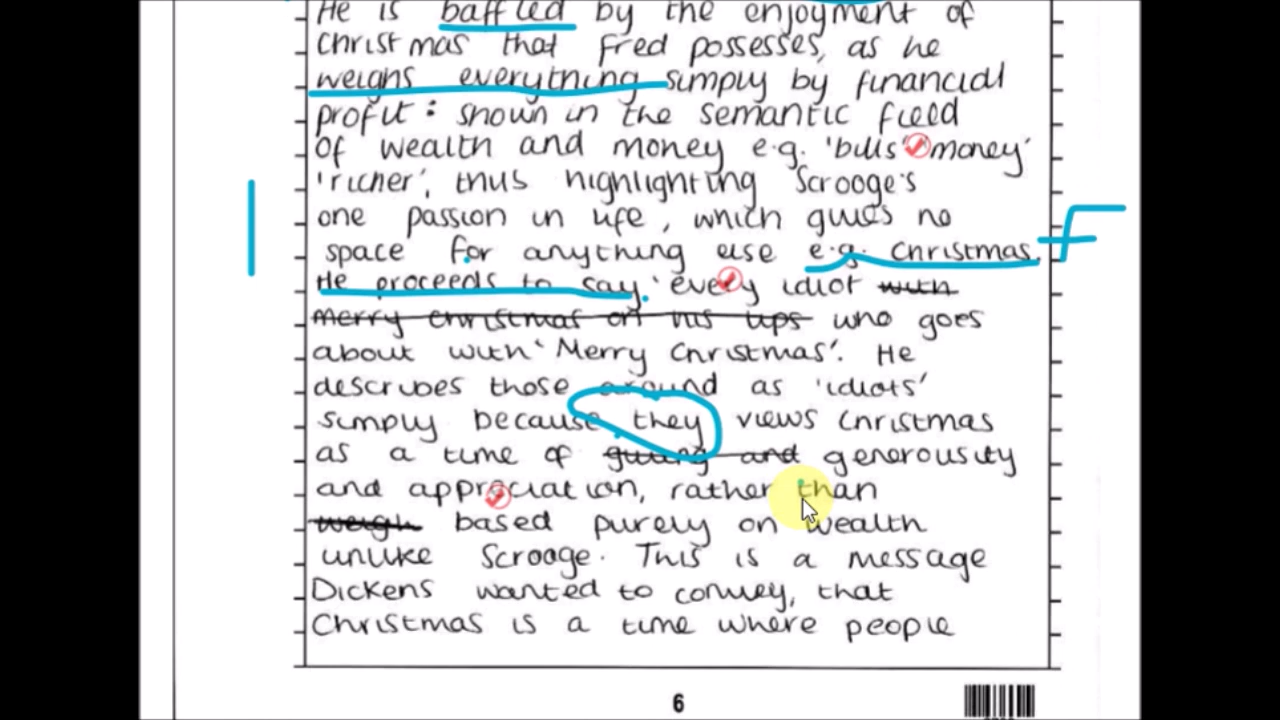 He is baffled by the enjoyment of
Christmas that Fred possesses, as he
weighs everything simply by financial
profit: shown in the semantic field
of wealth and money e.g. 'bills' 'money'
'richer', thus highlighting Scrooge's
one passion in life, which gives no
space for anything else e.g. Christmas.
He proceeds to say 'every idiot with
merry christmas on his lips who goes
about with 'Merry Christmas'. He
describes those around as 'idiots'
simply because they views Christmas
as a time of giving and generousity
and appreciation, rather than
weigh based purely on wealth
unlike Scrooge. This is a message
Dickens wanted to convey, that
Christmas is a time where people
6